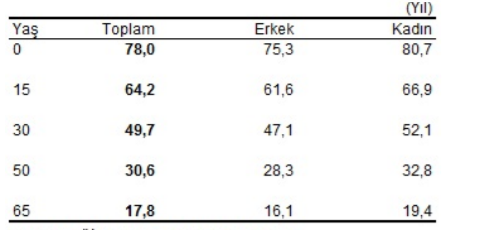 (Yıl)
Yaş Toplam Erkek Kadın
0 78,0 75,3 80,7
15 64,2 61,6 66,9
30 49,7 47,1 52,1
50 30,6 28,3 32,8
65 17,8 16,1 19,4